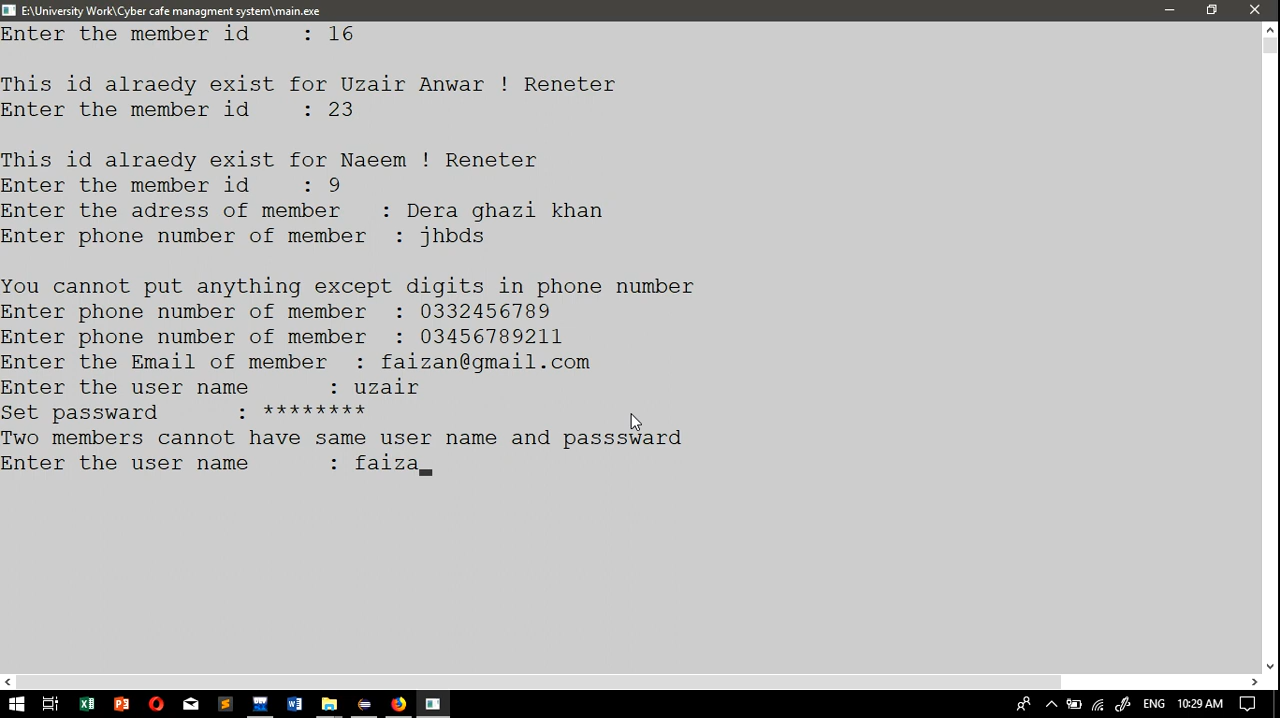 E:\University Work\Cyber cafe managment system\main.exe
Enter the member id : 16
This id alraedy exist for Uzair Anwar ! Reneter
Enter the member id : 23
This id alraedy exist for Naeem ! Reneter
Enter the member id : 9
Enter the adress of member : Dera ghazi khan
Enter phone number of member : jhbds
You cannot put anything except digits in phone number
Enter phone number of member : 0332456789
Enter phone number of member : 03456789211
Enter the Email of member : faizan@gmail.com
Enter the user name : uzair
Set passward : ********
Two members cannot have same user name and passsward
Enter the user name : faiza_
ENG 10:29 AM